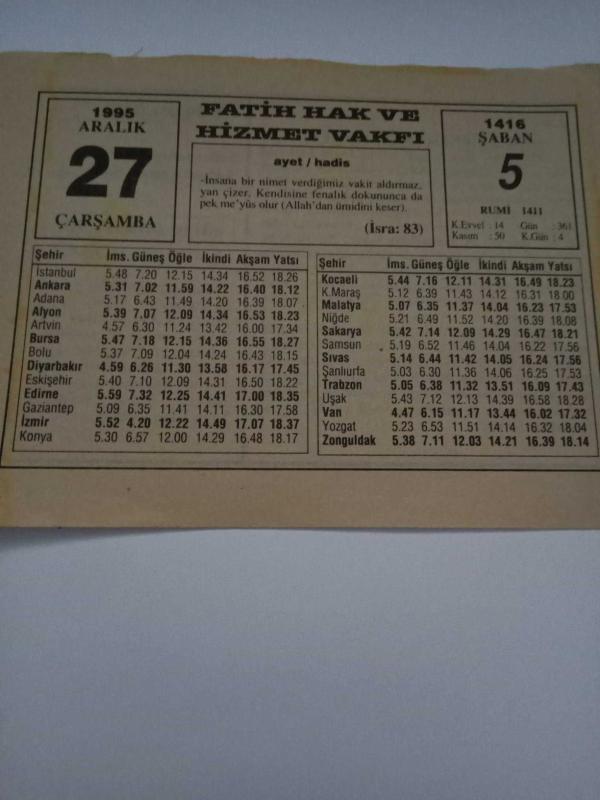 1995
ARALIK
27
ÇARŞAMBA
FATİH HAK VE
HİZMET VAKFI
ayet / hadis
-İnsana bir nimet verdiğimiz vakit aldırmaz,
yan çizer. Kendisine fenalık dokununca da
pek me'yûs olur (Allah'dan ümidini keser).
(İsra: 83)
1416
ŞABAN
5
RUMİ 1411
K.Evvel : 14 Gün : 361
Kasım : 50 K.Gün : 4
Şehir İms. Güneş Öğle İkindi Akşam Yatsı
İstanbul 5.48 7.20 12.15 14.34 16.52 18.26
Ankara 5.31 7.02 11.59 14.22 16.40 18.12
Adana 5.17 6.43 11.49 14.20 16.39 18.07
Afyon 5.39 7.07 12.09 14.34 16.53 18.23
Artvin 4.57 6.30 11.24 13.42 16.00 17.34
Bursa 5.47 7.18 12.15 14.36 16.55 18.27
Bolu 5.37 7.09 12.04 14.24 16.43 18.15
Diyarbakır 4.59 6.26 11.30 13.58 16.17 17.45
Eskişehir 5.40 7.10 12.09 14.31 16.50 18.22
Edirne 5.59 7.32 12.25 14.41 17.00 18.35
Gaziantep 5.09 6.35 11.41 14.11 16.30 17.58
İzmir 5.52 4.20 12.22 14.49 17.07 18.37
Konya 5.30 6.57 12.00 14.29 16.48 18.17
Şehir İms. Güneş Öğle İkindi Akşam Yatsı
Kocaeli 5.44 7.16 12.11 14.31 16.49 18.23
K.Maraş 5.12 6.39 11.43 14.12 16.31 18.00
Malatya 5.07 6.35 11.37 14.04 16.23 17.53
Niğde 5.21 6.49 11.52 14.20 16.39 18.08
Sakarya 5.42 7.14 12.09 14.29 16.47 18.21
Samsun 5.19 6.52 11.46 14.04 16.22 17.56
Sıvas 5.14 6.44 11.42 14.05 16.24 17.56
Şanlıurfa 5.03 6.30 11.36 14.06 16.25 17.53
Trabzon 5.05 6.38 11.32 13.51 16.09 17.43
Uşak 5.43 7.12 12.13 14.39 16.58 18.28
Van 4.47 6.15 11.17 13.44 16.02 17.32
Yozgat 5.23 6.53 11.51 14.14 16.32 18.04
Zonguldak 5.38 7.11 12.03 14.21 16.39 18.14